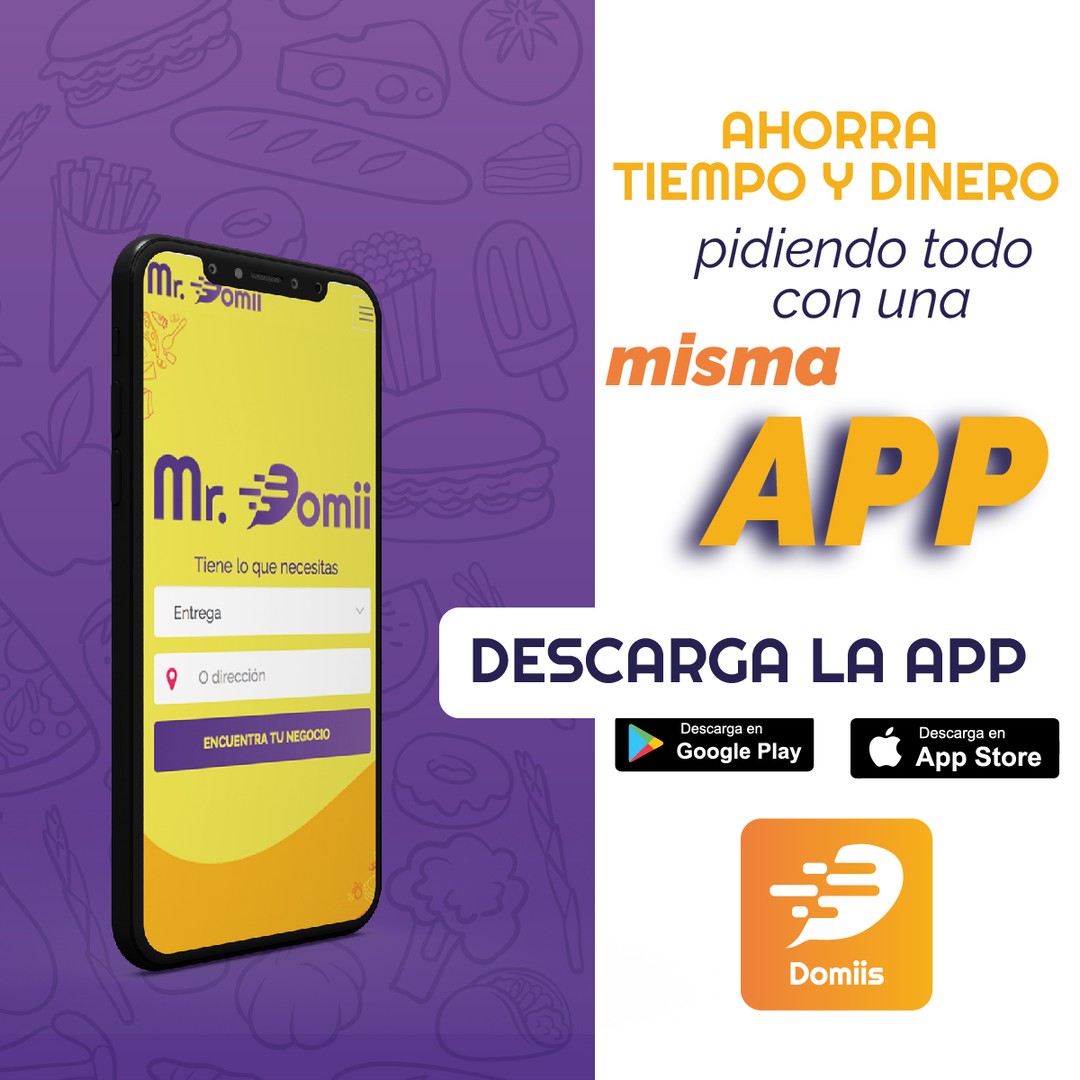 Mr. Domii
Mr. Domii
Tiene lo que necesitas
Entrega
O dirección
ENCUENTRA TU NEGOCIO
AHORRA
TIEMPO Y DINERO
pidiendo todo
con una
misma
APP
DESCARGA LA APP
Descarga en
Google Play
Descarga en
App Store
Domiis